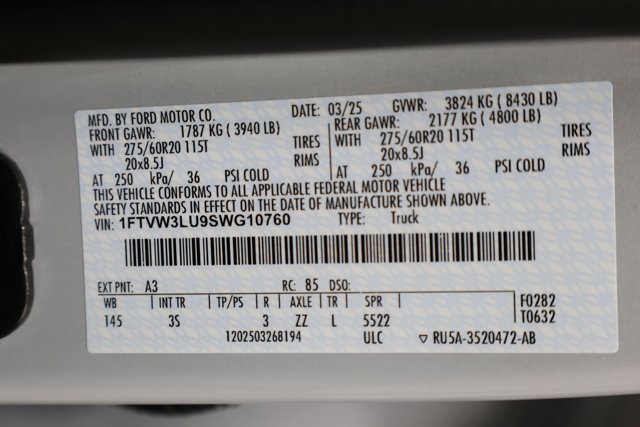 MFD. BY FORD MOTOR CO. DATE: 03/25 GVWR: 3824 KG ( 8430 LB)
FRONT GAWR: 1787 KG ( 3940 LB) REAR GAWR: 2177 KG ( 4800 LB)
WITH 275/60R20 115T TIRES 275/60R20 115T TIRES
20x8.5J RIMS 20x8.5J RIMS
AT 250 kPa/ 36 PSI COLD 250 kPa/ 36 PSI COLD
THIS VEHICLE CONFORMS TO ALL APPLICABLE FEDERAL MOTOR VEHICLE
SAFETY STANDARDS IN EFFECT ON THE DATE OF MANUFACTURE SHOWN ABOVE.
VIN: 1FTVW3LU9SWG10760 TYPE: Truck
EXT PNT: A3 RC: 85 DSO:
WB INT TR TP/PS R AXLE TR SPR F0282
145 3S 3 ZZ L 5522 T0632
1202503268194 ULC ▽ RU5A-3520472-AB